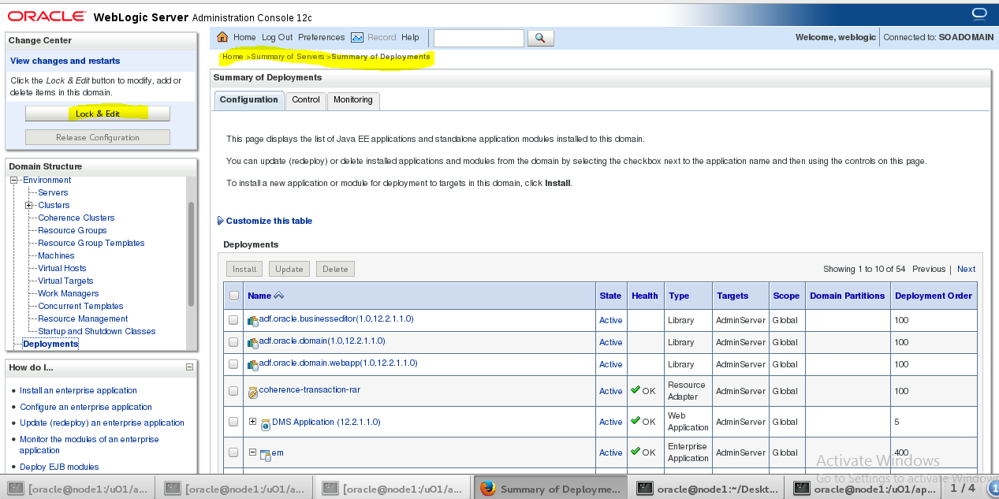 ORACLE® WebLogic Server Administration Console 12c
Change Center
View changes and restarts
Click the Lock & Edit button to modify, add or
delete items in this domain.
Lock & Edit
Release Configuration
Domain Structure
Environment
Servers
Clusters
Coherence Clusters
Resource Groups
Resource Group Templates
Machines
Virtual Hosts
Virtual Targets
Work Managers
Concurrent Templates
Resource Management
Startup and Shutdown Classes
Deployments
How do I...
Install an enterprise application
Configure an enterprise application
Update (redeploy) an enterprise application
Monitor the modules of an enterprise
application
Deploy EJB modules
Home Log Out Preferences Record Help
Welcome, weblogic Connected to: SOADOMAIN
Home >Summary of Servers >Summary of Deployments
Summary of Deployments
Configuration Control Monitoring
This page displays the list of Java EE applications and standalone application modules installed to this domain.
You can update (redeploy) or delete installed applications and modules from the domain by selecting the checkbox next to the application name and then using the controls on this page.
To install a new application or module for deployment to targets in this domain, click Install.
Customize this table
Deployments
Install Update Delete Showing 1 to 10 of 54 Previous | Next
Name State Health Type Targets Scope Domain Partitions Deployment Order
adf.oracle.businesseditor(1.0,12.2.1.1.0) Active Library AdminServer Global 100
adf.oracle.domain(1.0,12.2.1.1.0) Active Library AdminServer Global 100
adf.oracle.domain.webapp(1.0,12.2.1.1.0) Active Library AdminServer Global 100
coherence-transaction-rar Active OK Resource Adapter AdminServer Global 100
DMS Application (12.2.1.1.0) Active OK Web Application AdminServer Global 5
em Active OK Enterprise Application AdminServer Global 400
Activate Windows
Go to Settings to activate Windows
[oracle@node1:/u01/a... [oracle@node1:/u01/a... [oracle@node1:/u01/a... Summary of Deployme... oracle@node1:~/Deskt... oracle@node1:/u01/ap... 1 / 4 1